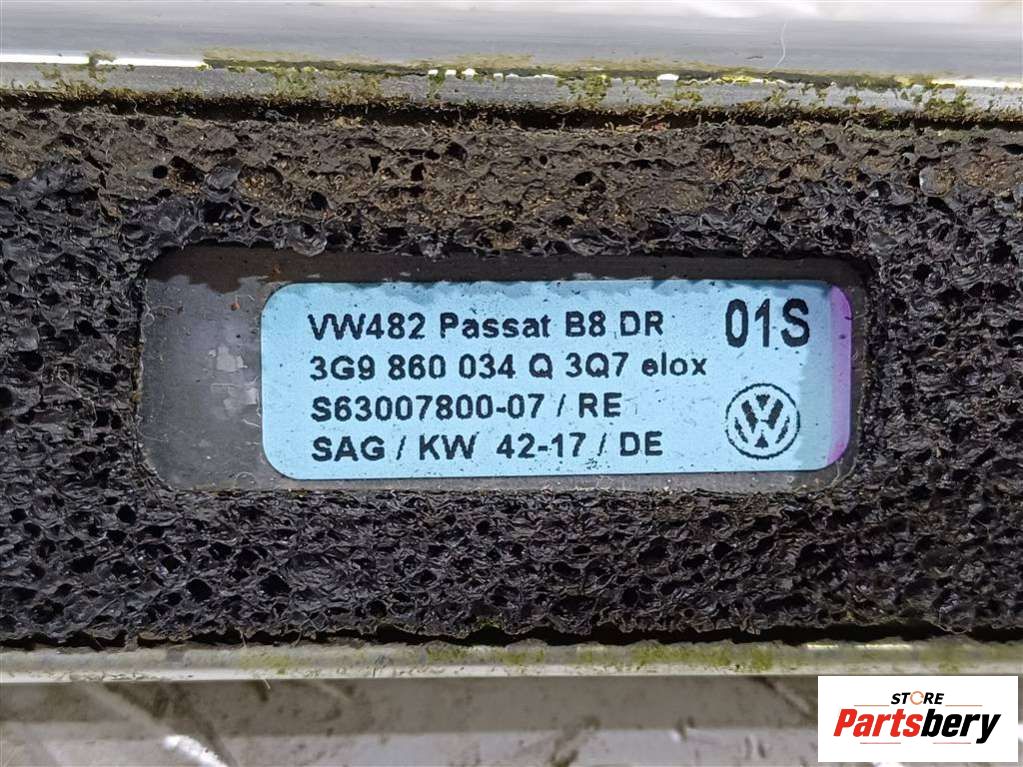 VW482 Passat B8 DR 01S
3G9 860 034 Q 3Q7 elox
S63007800-07 / RE
SAG / KW 42-17 / DE
STORE
Partsbery